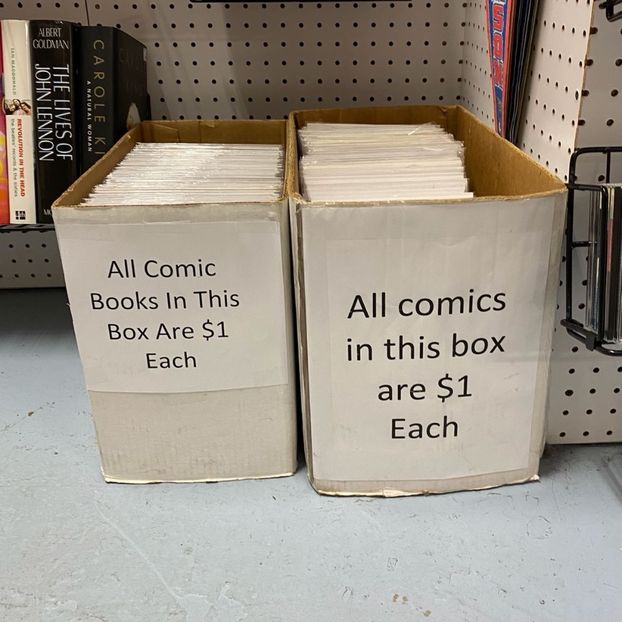 ALBERT
GOLDMAN
THE LIVES OF
JOHN LENNON
CAROLE KI
A NATURAL WOMAN
REVOLUTION IN THE HEAD
All Comic
Books In This
Box Are $1
Each
All comics
in this box
are $1
Each